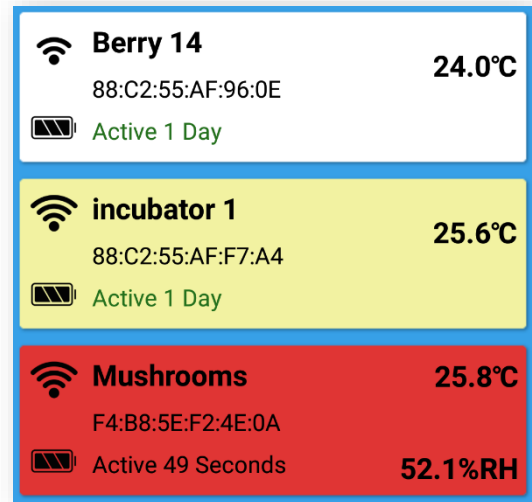 Berry 14
24.0°C
88:C2:55:AF:96:0E
Active 1 Day
incubator 1
25.6°C
88:C2:55:AF:F7:A4
Active 1 Day
Mushrooms
25.8°C
F4:B8:5E:F2:4E:0A
Active 49 Seconds
52.1%RH